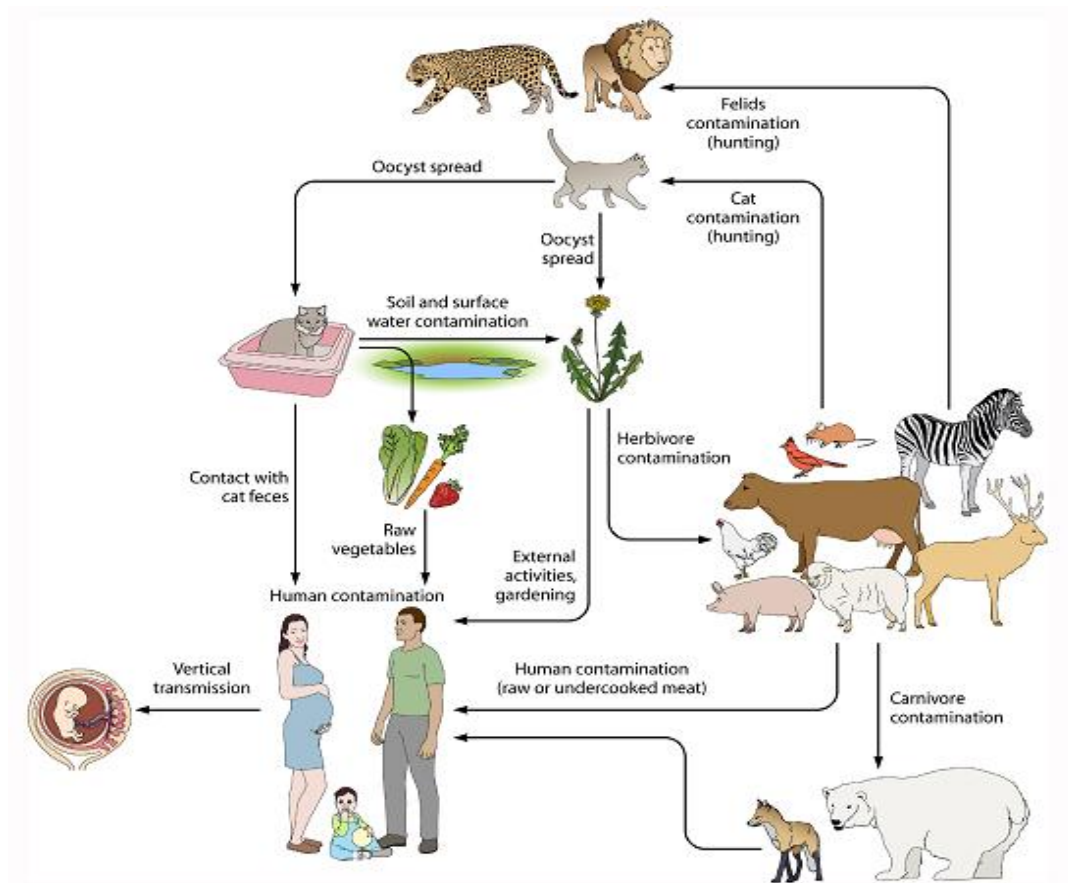 Felids
contamination
(hunting)
Oocyst spread
Cat
contamination
(hunting)
Oocyst
spread
Soil and surface
water contamination
Herbivore
contamination
Contact with
cat feces
Raw
vegetables
External
activities,
gardening
Human contamination
Vertical
transmission
Human contamination
(raw or undercooked meat)
Carnivore
contamination